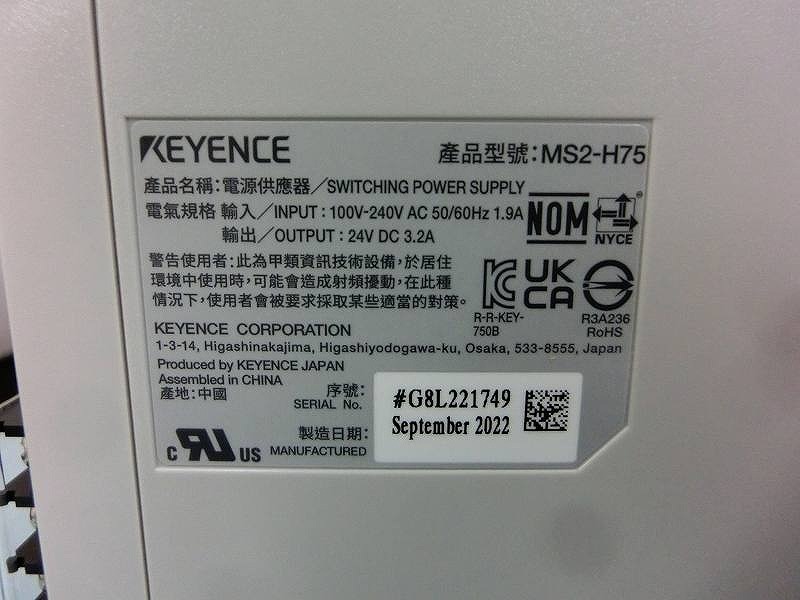 KEYENCE
產品型號：MS2-H75
產品名稱：電源供應器／SWITCHING POWER SUPPLY
電氣規格 輸入／INPUT：100V-240V AC 50/60Hz 1.9A
輸出／OUTPUT：24V DC 3.2A
NOM
NYCE
警告使用者：此為甲類資訊技術設備，於居住
環境中使用時，可能會造成射頻擾動，在此種
情況下，使用者會被要求採取某些適當的對策。
UK
CA
R-R-KEY-
750B
R3A236
RoHS
KEYENCE CORPORATION
1-3-14, Higashinakajima, Higashiyodogawa-ku, Osaka, 533-8555, Japan
Produced by KEYENCE JAPAN
Assembled in CHINA
產地：中國
序號：
SERIAL No.
#G8L221749
製造日期：
MANUFACTURED
September 2022
c RU US